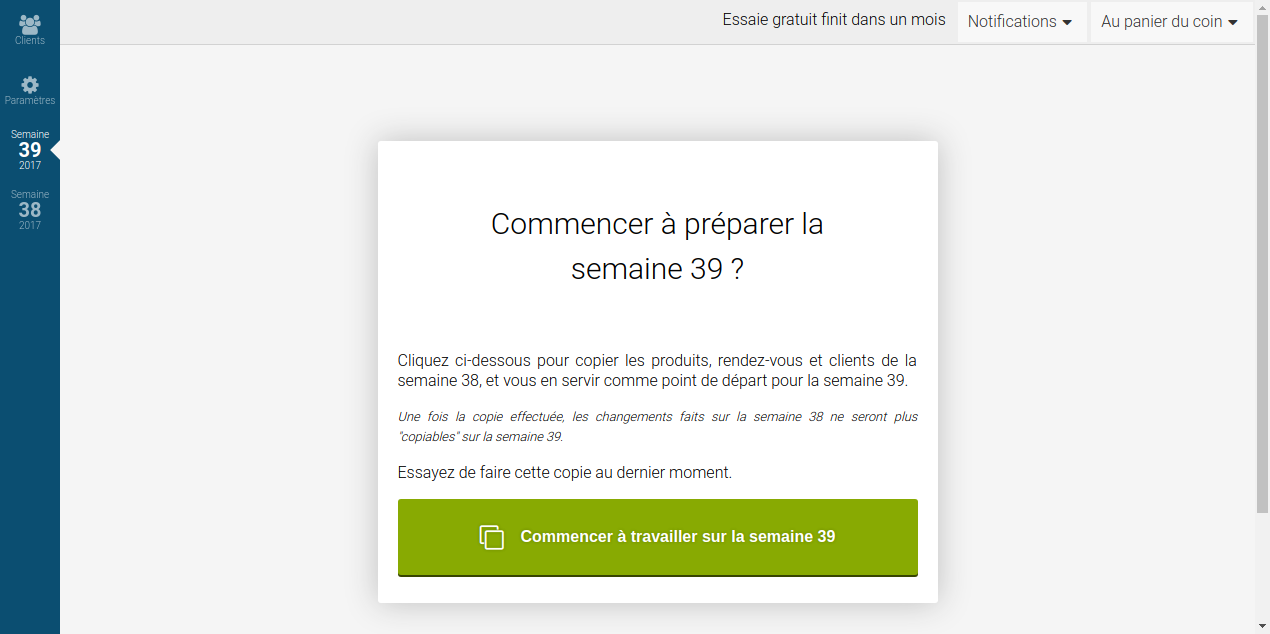 Essaie gratuit finit dans un mois
Notifications
Au panier du coin
Clients
Paramètres
Semaine
39
2017
Semaine
38
2017
Commencer à préparer la
semaine 39 ?
Cliquez ci-dessous pour copier les produits, rendez-vous et clients de la
semaine 38, et vous en servir comme point de départ pour la semaine 39.
Une fois la copie effectuée, les changements faits sur la semaine 38 ne seront plus
"copiables" sur la semaine 39.
Essayez de faire cette copie au dernier moment.
Commencer à travailler sur la semaine 39